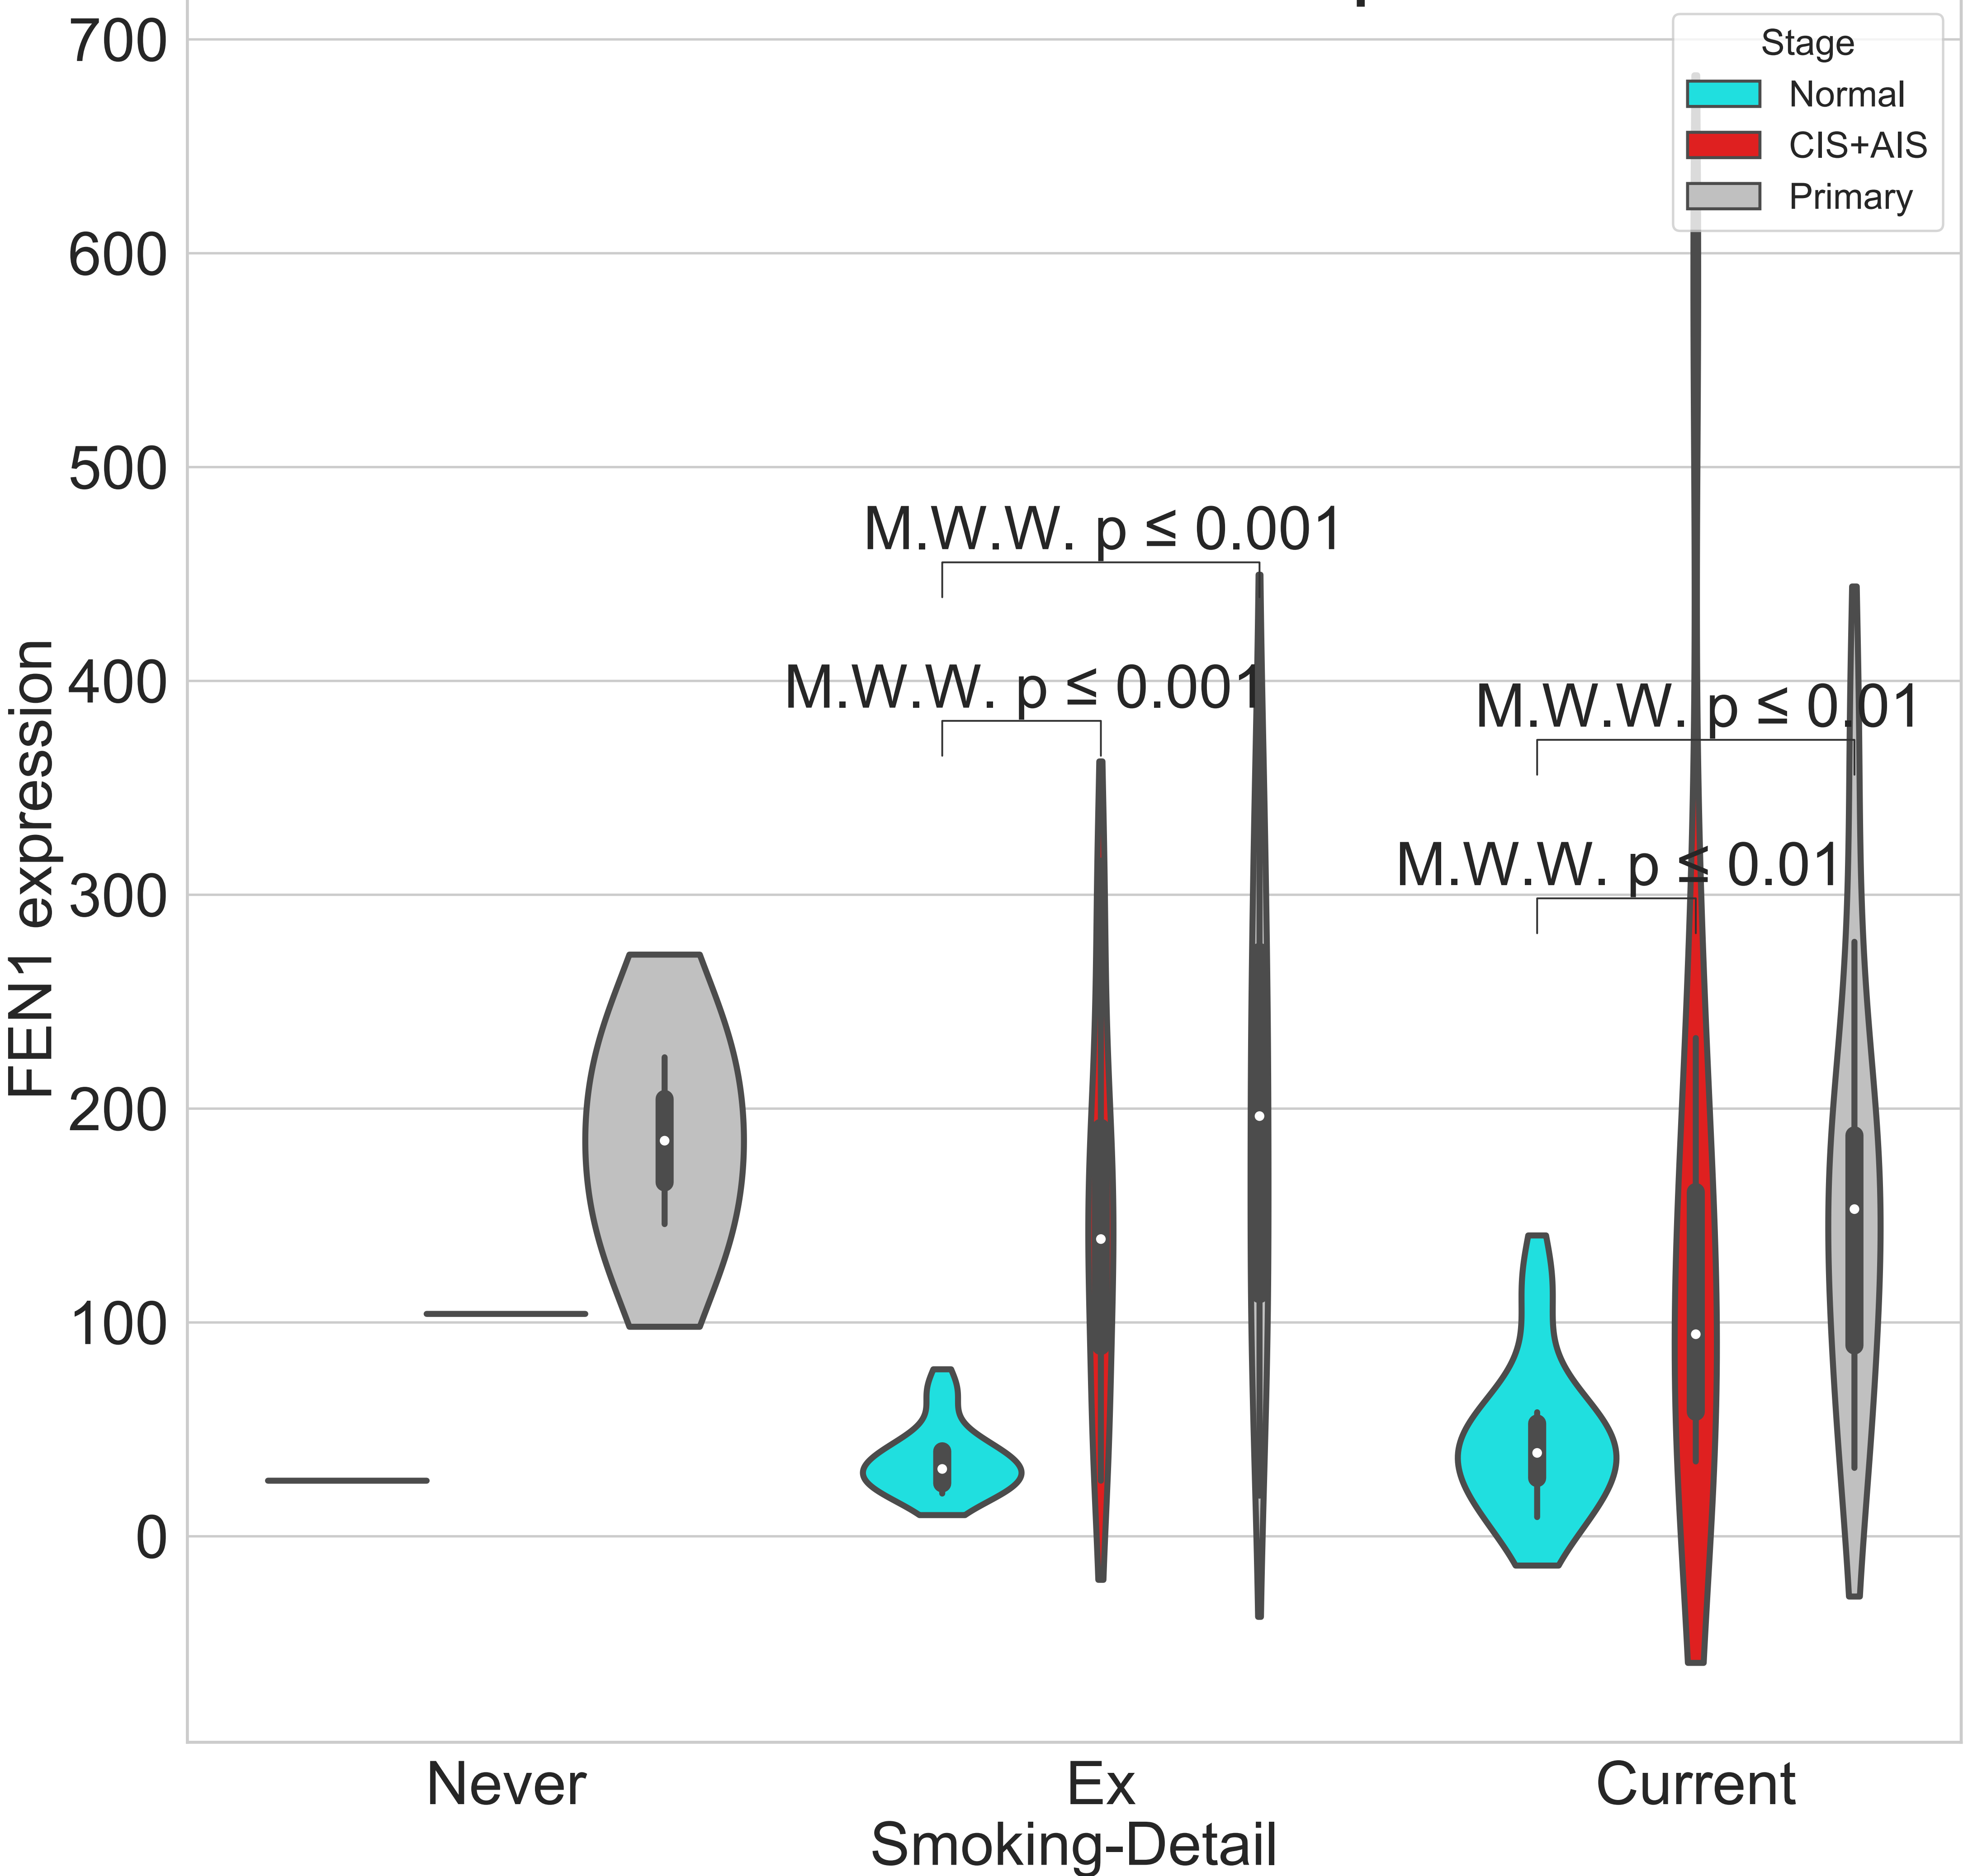 700
600
500
400
300
200
100
0
FEN1 expression
Stage
Normal
CIS+AIS
Primary
M.W.W. p ≤ 0.001
M.W.W. p ≤ 0.001
M.W.W. p ≤ 0.01
M.W.W. p ≤ 0.01
Never
Ex
Current
Smoking-Detail